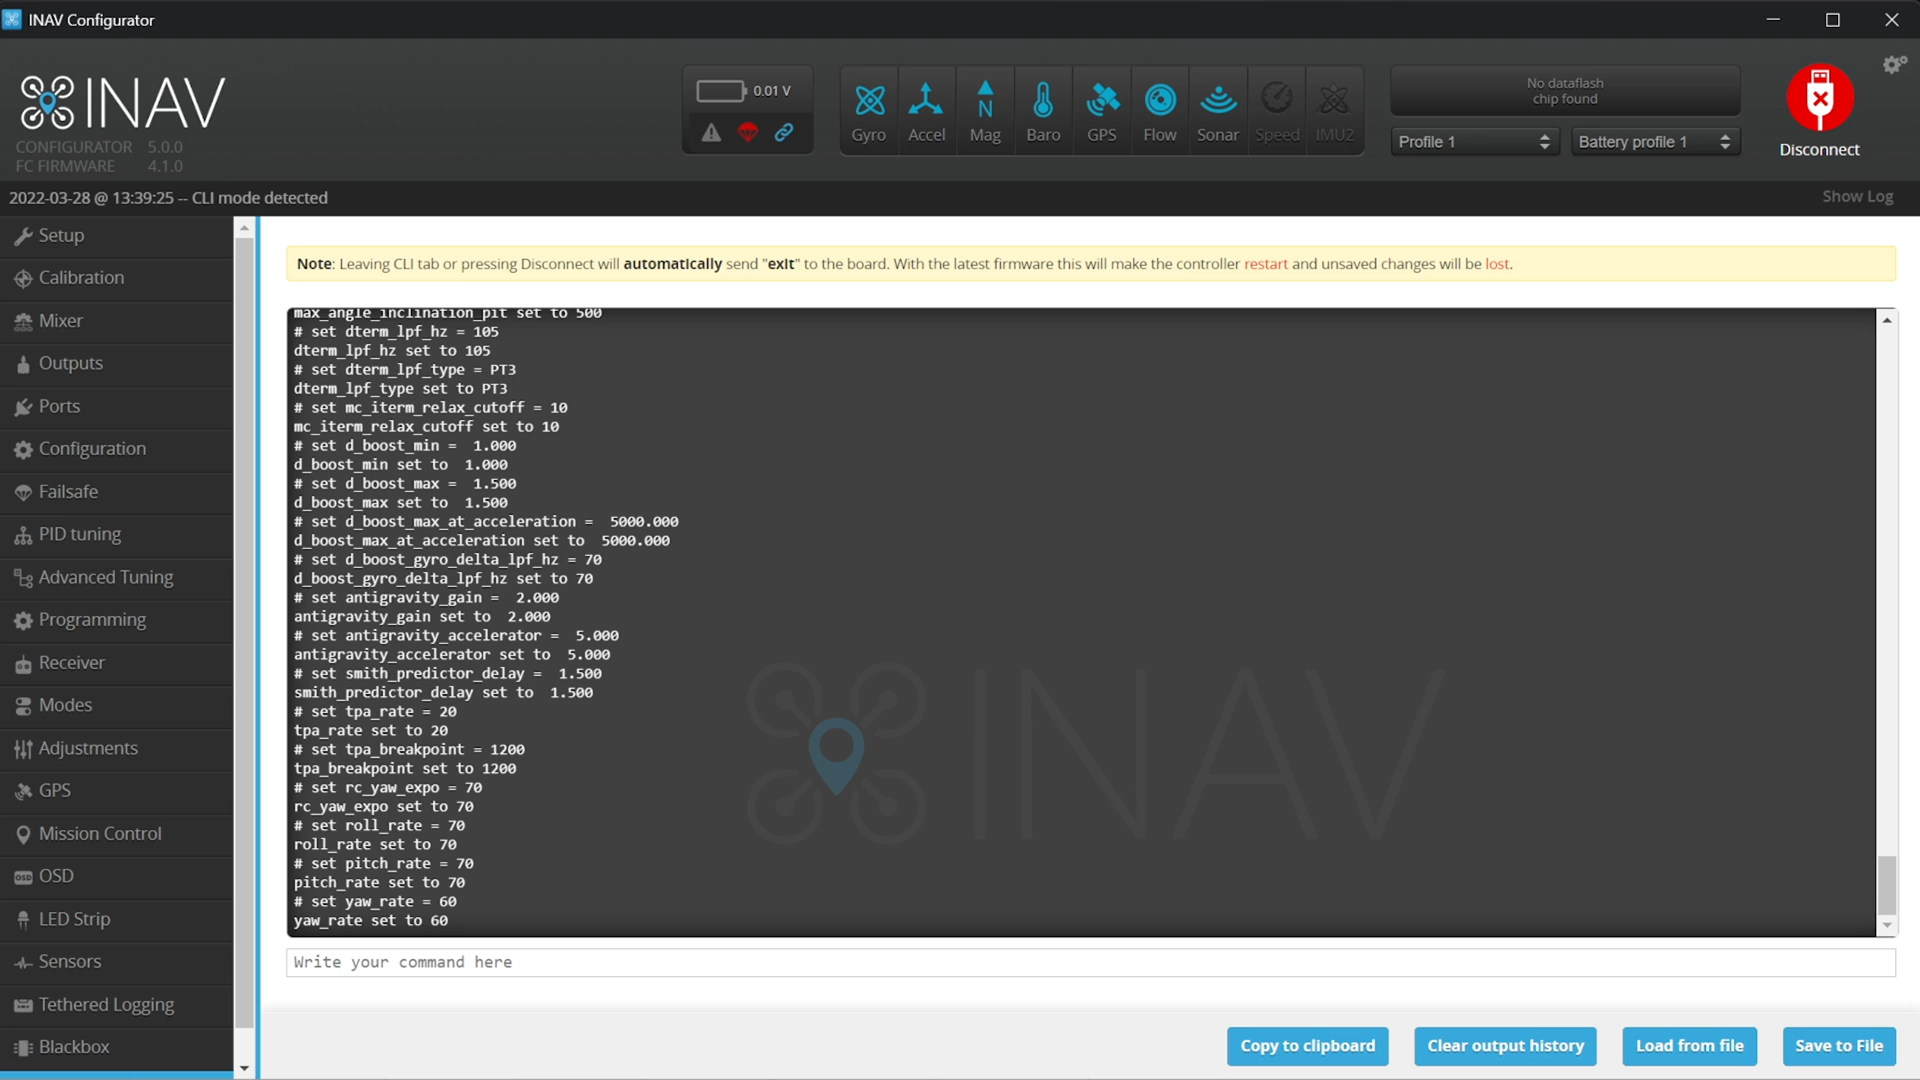 INAV Configurator
INAV
CONFIGURATOR 5.0.0
FC FIRMWARE 4.1.0
0.01 V
Gyro
Accel
N
Mag
Baro
GPS
Flow
Sonar
Speed
IMU2
No dataflash
chip found
Profile 1
Battery profile 1
Disconnect
2022-03-28 @ 13:39:25 -- CLI mode detected
Show Log
Setup
Calibration
Mixer
Outputs
Ports
Configuration
Failsafe
PID tuning
Advanced Tuning
Programming
Receiver
Modes
Adjustments
GPS
Mission Control
OSD
OSD
LED Strip
Sensors
Tethered Logging
Blackbox
Note: Leaving CLI tab or pressing Disconnect will automatically send "exit" to the board. With the latest firmware this will make the controller restart and unsaved changes will be lost.
max_angle_inclination_pit set to 500
# set dterm_lpf_hz = 105
dterm_lpf_hz set to 105
# set dterm_lpf_type = PT3
dterm_lpf_type set to PT3
# set mc_iterm_relax_cutoff = 10
mc_iterm_relax_cutoff set to 10
# set d_boost_min =  1.000
d_boost_min set to  1.000
# set d_boost_max =  1.500
d_boost_max set to  1.500
# set d_boost_max_at_acceleration =  5000.000
d_boost_max_at_acceleration set to  5000.000
# set d_boost_gyro_delta_lpf_hz = 70
d_boost_gyro_delta_lpf_hz set to 70
# set antigravity_gain =  2.000
antigravity_gain set to  2.000
# set antigravity_accelerator =  5.000
antigravity_accelerator set to  5.000
# set smith_predictor_delay =  1.500
smith_predictor_delay set to  1.500
# set tpa_rate = 20
tpa_rate set to 20
# set tpa_breakpoint = 1200
tpa_breakpoint set to 1200
# set rc_yaw_expo = 70
rc_yaw_expo set to 70
# set roll_rate = 70
roll_rate set to 70
# set pitch_rate = 70
pitch_rate set to 70
# set yaw_rate = 60
yaw_rate set to 60
INAV
Write your command here
Copy to clipboard
Clear output history
Load from file
Save to File